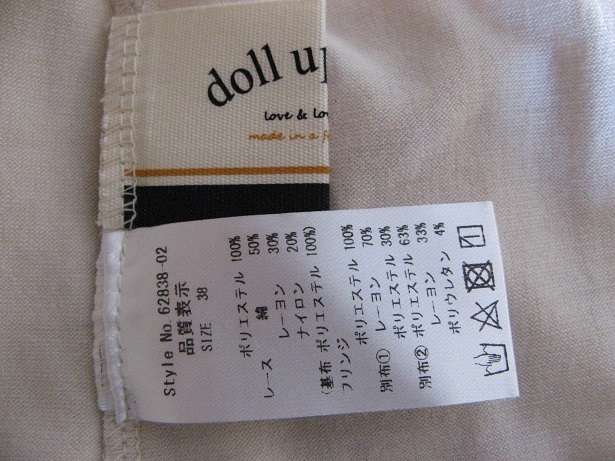 doll up
love & lo
made in a f
Style No. 62838-02
品質表示
SIZE 38
ポリエステル 100%
レース 綿 50%
レーヨン 30%
ナイロン 20%
(基布 ポリエステル 100%)
フリンジ
ポリエステル 100%
別布① レーヨン 70%
ポリエステル 30%
別布② ポリエステル 63%
レーヨン 33%
ポリウレタン 4%